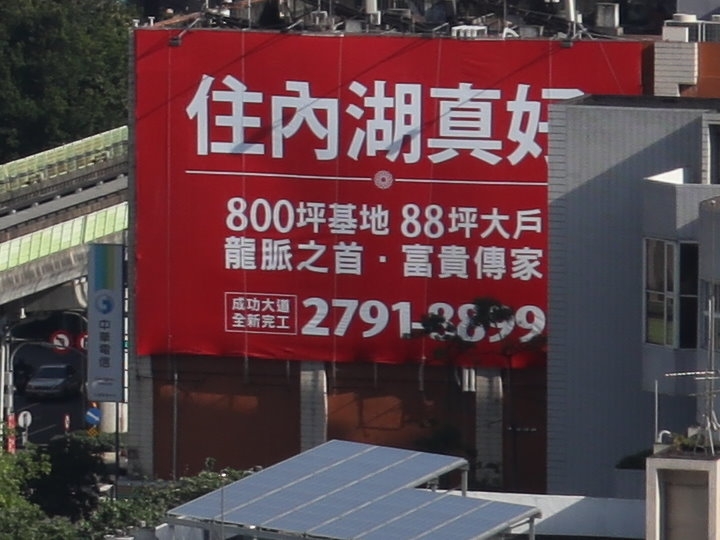 住內湖真好
800坪基地 88坪大戶
龍脈之首·富貴傳家
成功大道
全新完工
2791-8899
中華電信